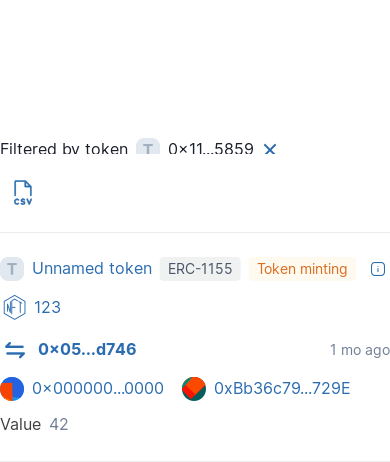 Filtered by token T 0x11...5859
CSV
T Unnamed token ERC-1155 Token minting
NFT 123
0x05...d746 1 mo ago
0x000000...0000 0xBb36c79...729E
Value 42